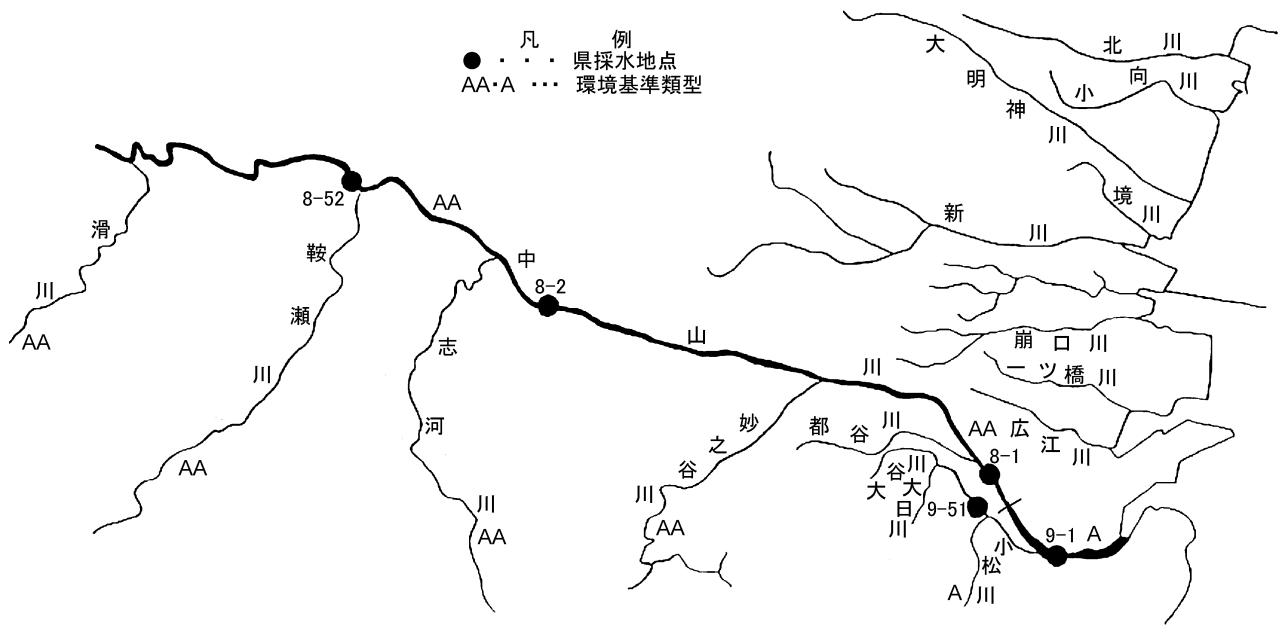 凡 例
● ・・・ 県採水地点
AA・A ・・・ 環境基準類型
北川
小向川
大明神川
境川
新川
崩口川
一ツ橋川
広江川
中山川
AA
8-52
8-2
AA
8-1
9-51
9-1
A
滑川
AA
鞍瀬川
AA
志河川
AA
妙之谷川
AA
都谷川
大谷川
大日川
小松川
A